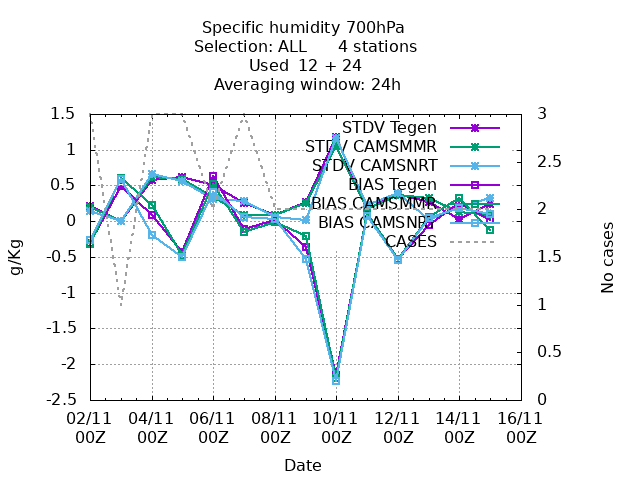 Specific humidity 700hPa
Selection: ALL 4 stations
Used 12 + 24
Averaging window: 24h
1.5
1
0.5
0
-0.5
-1
-1.5
-2
-2.5
g/Kg
3
2.5
2
1.5
1
0.5
0
No cases
STDV Tegen
STDV CAMSMMR
STDV CAMSNRT
BIAS Tegen
BIAS CAMSMMR
BIAS CAMSNRT
CASES
02/11 04/11 06/11 08/11 10/11 12/11 14/11 16/11
00Z 00Z 00Z 00Z 00Z 00Z 00Z 00Z
Date